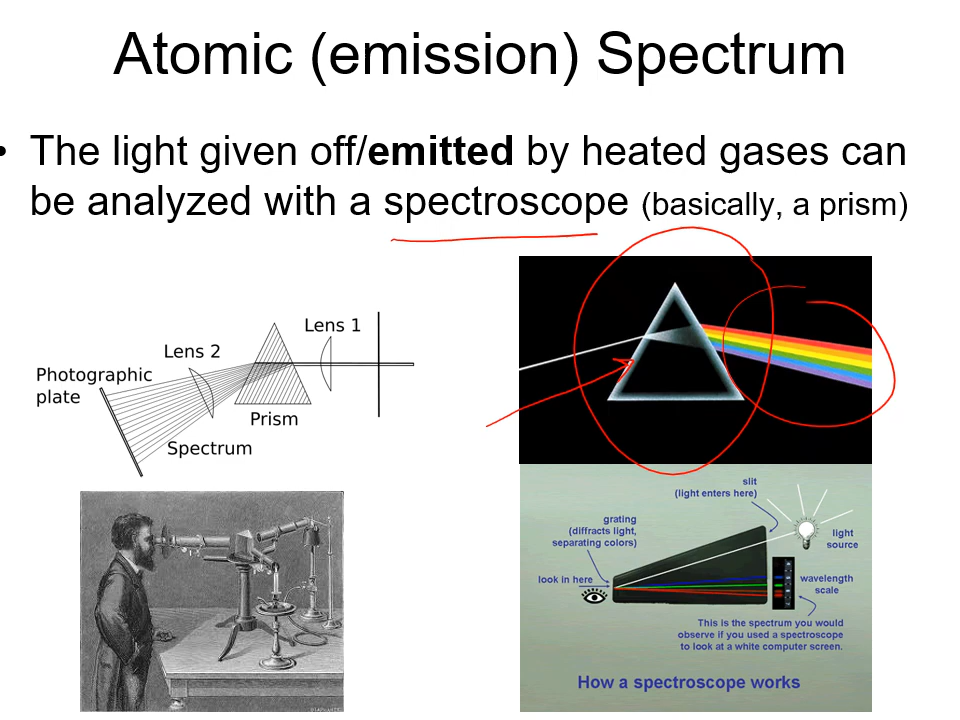 Atomic (emission) Spectrum
• The light given off/emitted by heated gases can
be analyzed with a spectroscope (basically, a prism)
Lens 1
Lens 2
Photographic
plate
Prism
Spectrum
slit
(light enters here)
grating
(diffracts light,
separating colors)
light
source
look in here
wavelength
scale
This is the spectrum you would
observe if you used a spectroscope
to look at a white computer screen.
How a spectroscope works